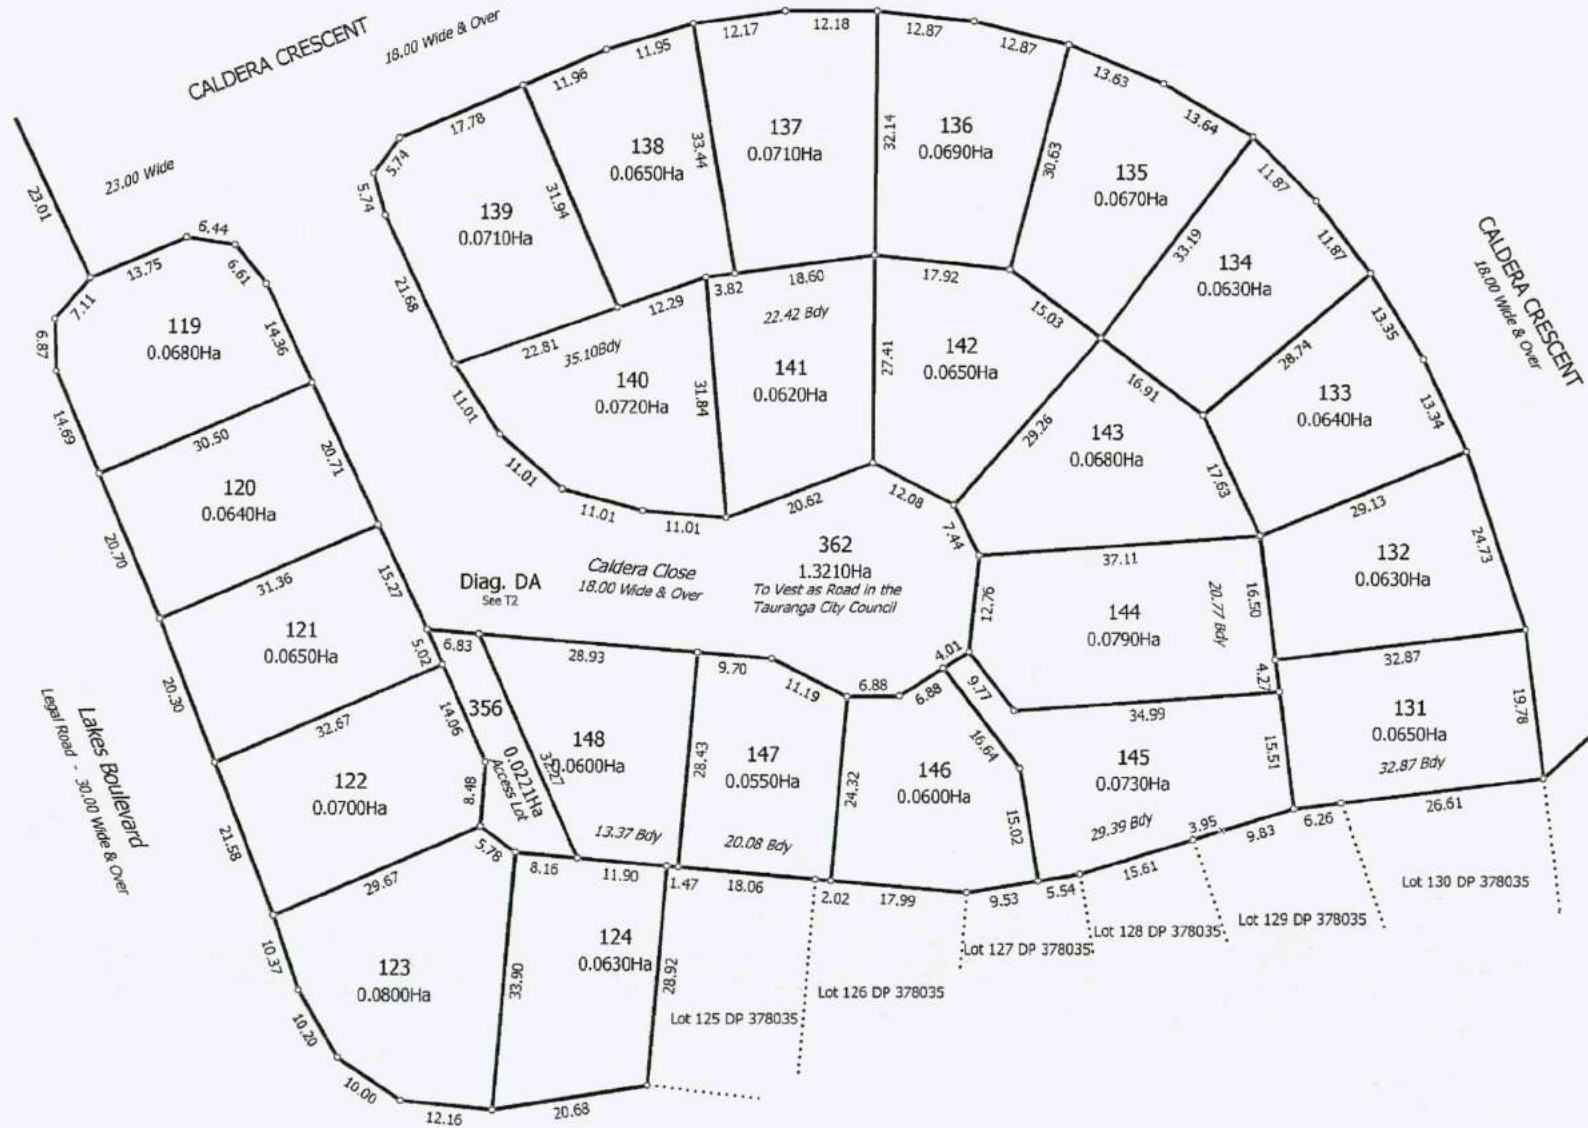 CALDERA CRESCENT
18.00 Wide & Over
23.01
23.00 Wide
12.17
12.18
12.87
12.87
11.95
11.96
13.63
13.64
17.78
5.74
5.74
138
0.0650Ha
33.44
137
0.0710Ha
32.14
136
0.0690Ha
30.63
135
0.0670Ha
11.87
11.87
139
0.0710Ha
31.94
33.19
134
0.0630Ha
CALDERA CRESCENT
18.00 Wide & Over
6.44
6.61
13.75
7.11
6.87
119
0.0680Ha
14.36
21.68
12.29
3.82
18.60
17.92
15.03
22.42 Bdy
22.81
35.10Bdy
140
0.0720Ha
31.84
141
0.0620Ha
27.41
142
0.0650Ha
28.74
13.35
133
0.0640Ha
13.34
16.91
11.01
14.69
30.50
20.71
29.26
143
0.0680Ha
17.63
29.13
120
0.0640Ha
11.01
11.01
11.01
20.62
12.08
7.44
24.73
20.70
31.36
15.27
Diag. DA
See T2
Caldera Close
18.00 Wide & Over
362
1.3210Ha
To Vest as Road in the
Tauranga City Council
37.11
132
0.0630Ha
12.76
144
0.0790Ha
20.77 Bdy
16.50
121
0.0650Ha
5.02
6.83
28.93
9.70
11.19
4.01
6.88
6.88
9.77
32.87
4.27
20.30
Lakes Boulevard
Legal Road - 30.00 Wide & Over
32.67
14.06
356
0.0221Ha
Access Lot
32.27
148
0.0600Ha
28.43
147
0.0550Ha
24.32
146
0.0600Ha
16.64
34.99
145
0.0730Ha
15.51
131
0.0650Ha
32.87 Bdy
19.78
122
0.0700Ha
8.48
13.37 Bdy
20.08 Bdy
15.02
29.39 Bdy
3.95
9.83
6.26
26.61
21.58
5.78
8.16
11.90
1.47
18.06
2.02
17.99
9.53
5.54
15.61
29.67
Lot 130 DP 378035
Lot 129 DP 378035
Lot 128 DP 378035
Lot 127 DP 378035
Lot 126 DP 378035
Lot 125 DP 378035
123
0.0800Ha
33.90
124
0.0630Ha
28.92
10.37
10.20
10.00
12.16
20.68